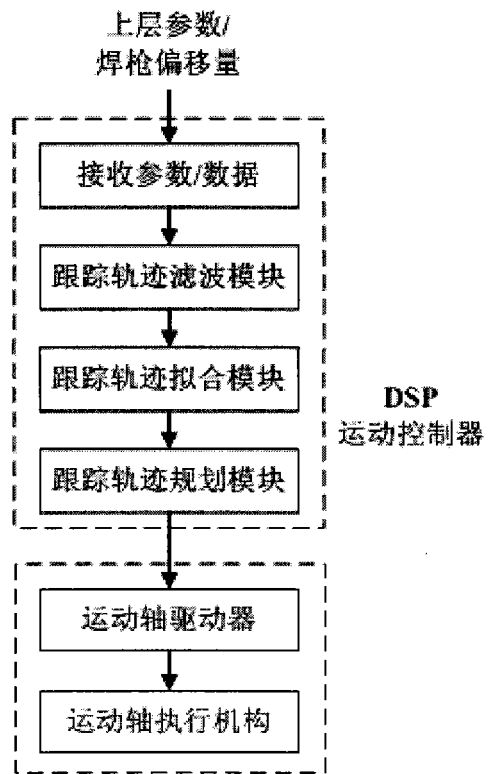 上层参数/
焊枪偏移量
接收参数/数据
跟踪轨迹滤波模块
跟踪轨迹拟合模块
跟踪轨迹规划模块
DSP
运动控制器
运动轴驱动器
运动轴执行机构